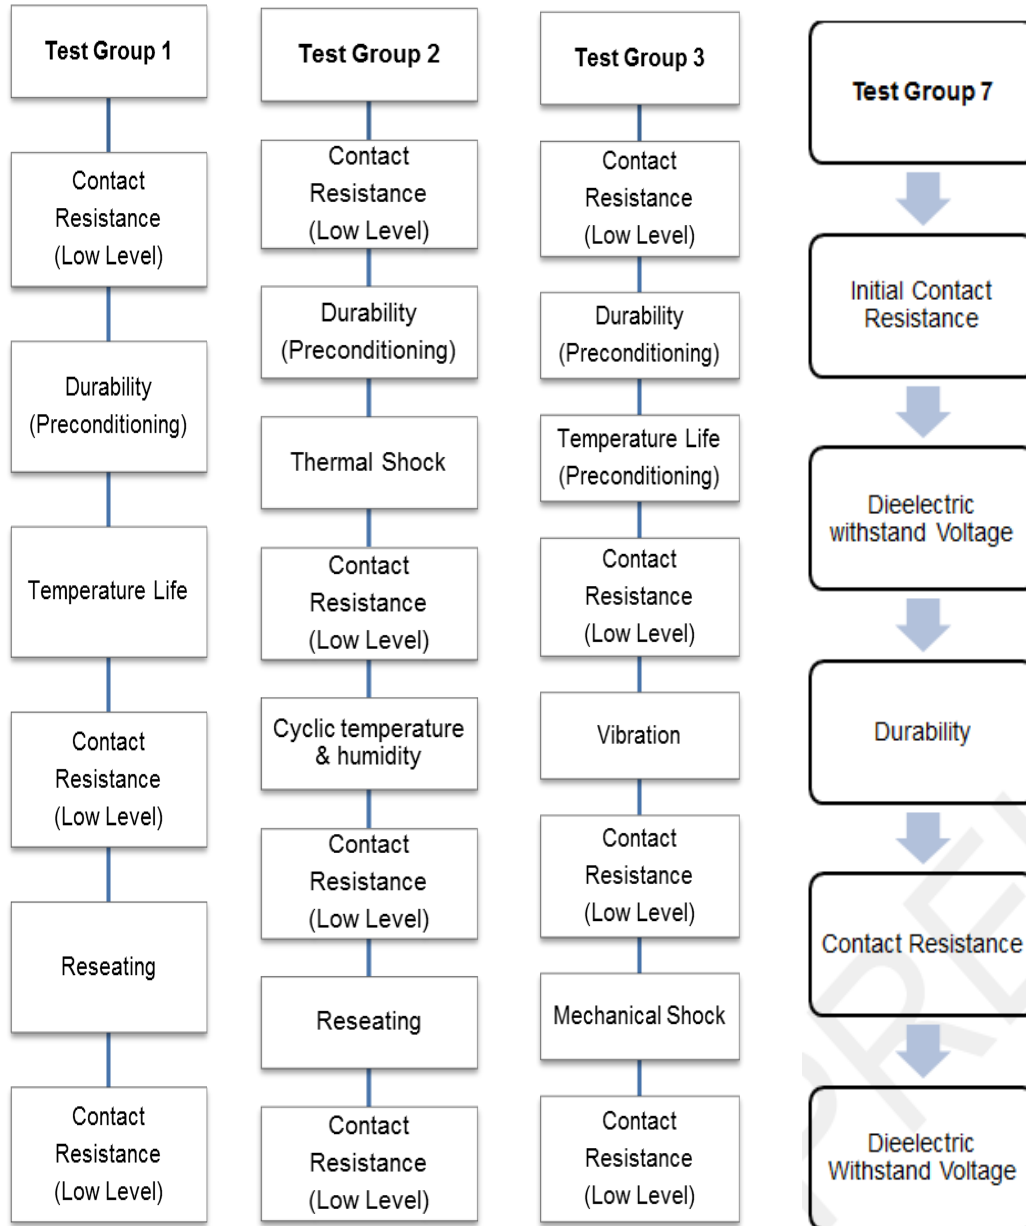 Test Group 1
Contact
Resistance
(Low Level)
Durability
(Preconditioning)
Temperature Life
Contact
Resistance
(Low Level)
Reseating
Contact
Resistance
(Low Level)
Test Group 2
Contact
Resistance
(Low Level)
Durability
(Preconditioning)
Thermal Shock
Contact
Resistance
(Low Level)
Cyclic temperature
& humidity
Contact
Resistance
(Low Level)
Reseating
Contact
Resistance
(Low Level)
Test Group 3
Contact
Resistance
(Low Level)
Durability
(Preconditioning)
Temperature Life
(Preconditioning)
Contact
Resistance
(Low Level)
Vibration
Contact
Resistance
(Low Level)
Mechanical Shock
Contact
Resistance
(Low Level)
Test Group 7
Initial Contact
Resistance
Dieelectric
withstand Voltage
Durability
Contact Resistance
Dieelectric
Withstand Voltage